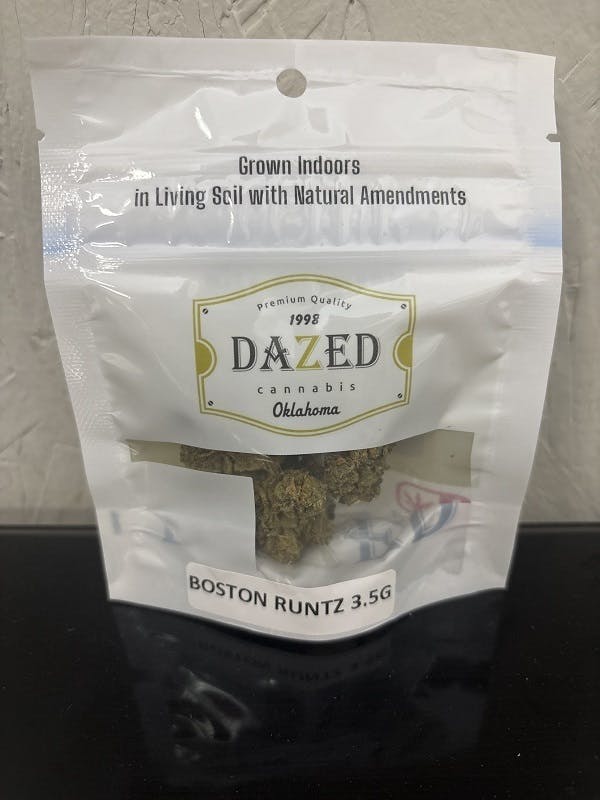 Grown Indoors
in Living Soil with Natural Amendments
Premium Quality
1998
DAZED
cannabis
Oklahoma
BOSTON RUNTZ 3.5G